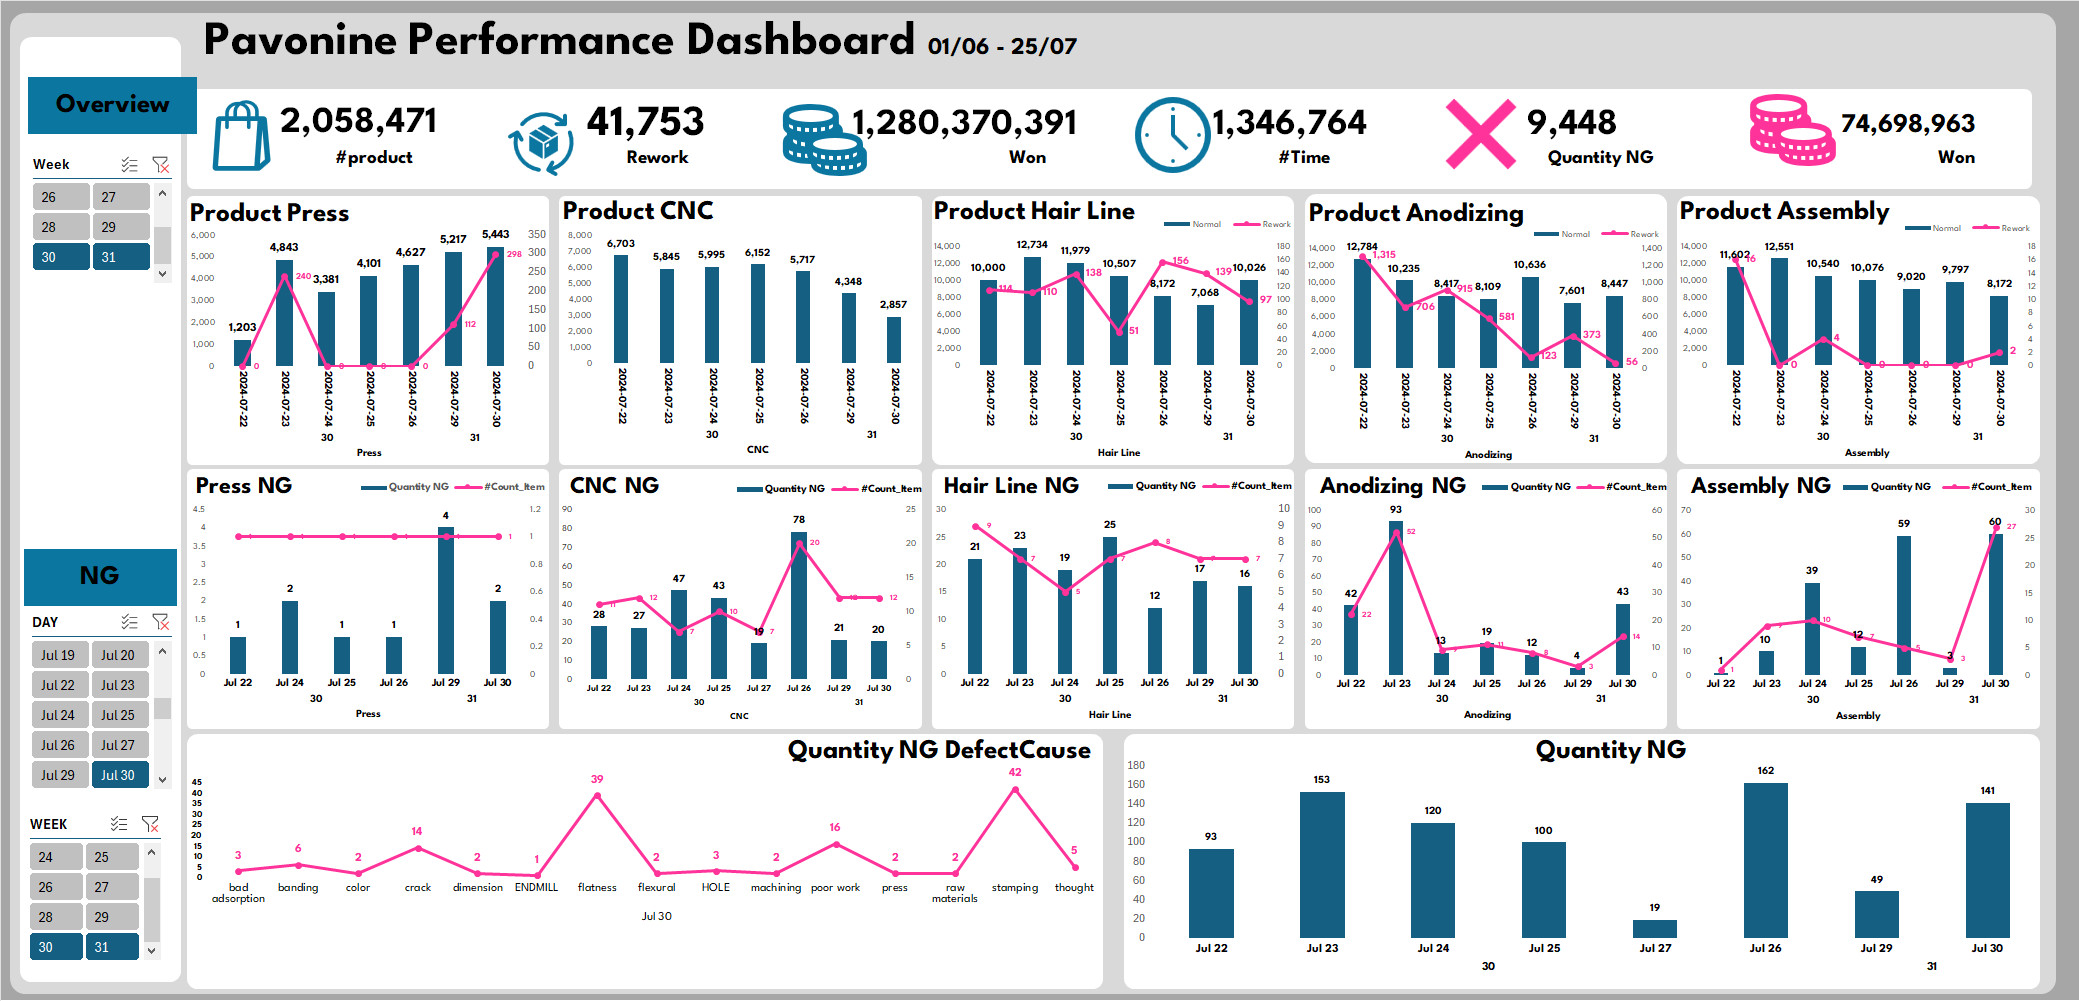 Pavonine Performance Dashboard 01/06 - 25/07
Overview
2,058,471
#product
41,753
Rework
1,280,370,391
Won
1,346,764
#Time
9,448
Quantity NG
74,698,963
Won
Week
26 27
28 29
30 31
NG
DAY
Jul 19 Jul 20
Jul 22 Jul 23
Jul 24 Jul 25
Jul 26 Jul 27
Jul 29 Jul 30
WEEK
24 25
26 27
28 29
30 31
Product Press
6,000
5,000
4,000
3,000
2,000
1,000
0
350
300
250
200
150
100
50
0
1,203 4,843 3,381 4,101 4,627 5,217 5,443
0 240 0 0 0 112 298
2024-07-22 2024-07-23 2024-07-24 2024-07-25 2024-07-26 2024-07-29 2024-07-30
30 31
Press
Product CNC
8,000
7,000
6,000
5,000
4,000
3,000
2,000
1,000
0
6,703 5,845 5,995 6,152 5,717 4,348 2,857
2024-07-22 2024-07-23 2024-07-24 2024-07-25 2024-07-26 2024-07-29 2024-07-30
30 31
CNC
Product Hair Line
Normal Rework
14,000
12,000
10,000
8,000
6,000
4,000
2,000
0
180
160
140
120
100
80
60
40
20
0
10,000 12,734 11,979 10,507 8,172 7,068 10,026
114 110 138 51 156 139 97
2024-07-22 2024-07-23 2024-07-24 2024-07-25 2024-07-26 2024-07-29 2024-07-30
30 31
Hair Line
Product Anodizing
Normal Rework
14,000
12,000
10,000
8,000
6,000
4,000
2,000
0
1,400
1,200
1,000
800
600
400
200
0
12,784 10,235 8,417 8,109 10,636 7,601 8,447
1,315 706 915 581 123 373 56
2024-07-22 2024-07-23 2024-07-24 2024-07-25 2024-07-26 2024-07-29 2024-07-30
30 31
Anodizing
Product Assembly
Normal Rework
14,000
12,000
10,000
8,000
6,000
4,000
2,000
0
18
16
14
12
10
8
6
4
2
0
11,602 12,551 10,540 10,076 9,020 9,797 8,172
16 0 4 0 0 0 2
2024-07-22 2024-07-23 2024-07-24 2024-07-25 2024-07-26 2024-07-29 2024-07-30
30 31
Assembly
Press NG
Quantity NG #Count_Item
4.5
4
3.5
3
2.5
2
1.5
1
0.5
0
1.2
1
0.8
0.6
0.4
0.2
0
1 2 1 1 4 2
1 1 1 1 1 1
Jul 22 Jul 24 Jul 25 Jul 26 Jul 29 Jul 30
30 31
Press
CNC NG
Quantity NG #Count_Item
90
80
70
60
50
40
30
20
10
0
25
20
15
10
5
0
28 27 47 43 19 78 21 20
11 12 7 10 7 20 12 12
Jul 22 Jul 23 Jul 24 Jul 25 Jul 27 Jul 26 Jul 29 Jul 30
30 31
CNC
Hair Line NG
Quantity NG #Count_Item
30
25
20
15
10
5
0
10
9
8
7
6
5
4
3
2
1
0
21 23 19 25 12 17 16
9 7 5 7 8 7 7
Jul 22 Jul 23 Jul 24 Jul 25 Jul 26 Jul 29 Jul 30
30 31
Hair Line
Anodizing NG
Quantity NG #Count_Item
100
90
80
70
60
50
40
30
20
10
0
60
50
40
30
20
10
0
42 93 13 19 12 4 43
22 52 11 8 3 14
Jul 22 Jul 23 Jul 24 Jul 25 Jul 26 Jul 29 Jul 30
30 31
Anodizing
Assembly NG
Quantity NG #Count_Item
70
60
50
40
30
20
10
0
30
25
20
15
10
5
0
1 10 39 12 59 3 60
1 10 7 5 3 27
Jul 22 Jul 23 Jul 24 Jul 25 Jul 26 Jul 29 Jul 30
30 31
Assembly
Quantity NG DefectCause
45
40
35
30
25
20
15
10
5
0
3 6 2 14 2 1 39 2 3 2 16 2 2 42 5
bad adsorption banding color crack dimension ENDMILL flatness flexural HOLE machining poor work press raw materials stamping thought
Jul 30
Quantity NG
180
160
140
120
100
80
60
40
20
0
93 153 120 100 19 162 49 141
Jul 22 Jul 23 Jul 24 Jul 25 Jul 27 Jul 26 Jul 29 Jul 30
30 31